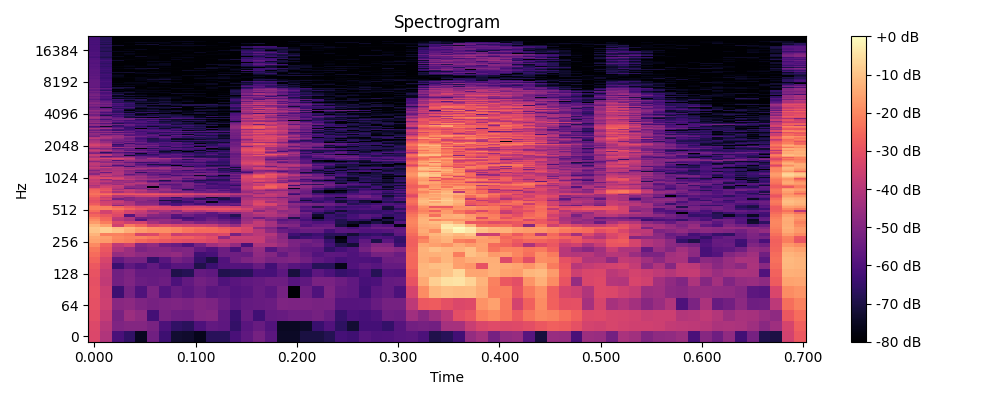 Spectrogram
Hz
16384
8192
4096
2048
1024
512
256
128
64
0
0.000 0.100 0.200 0.300 0.400 0.500 0.600 0.700
Time
+0 dB
-10 dB
-20 dB
-30 dB
-40 dB
-50 dB
-60 dB
-70 dB
-80 dB